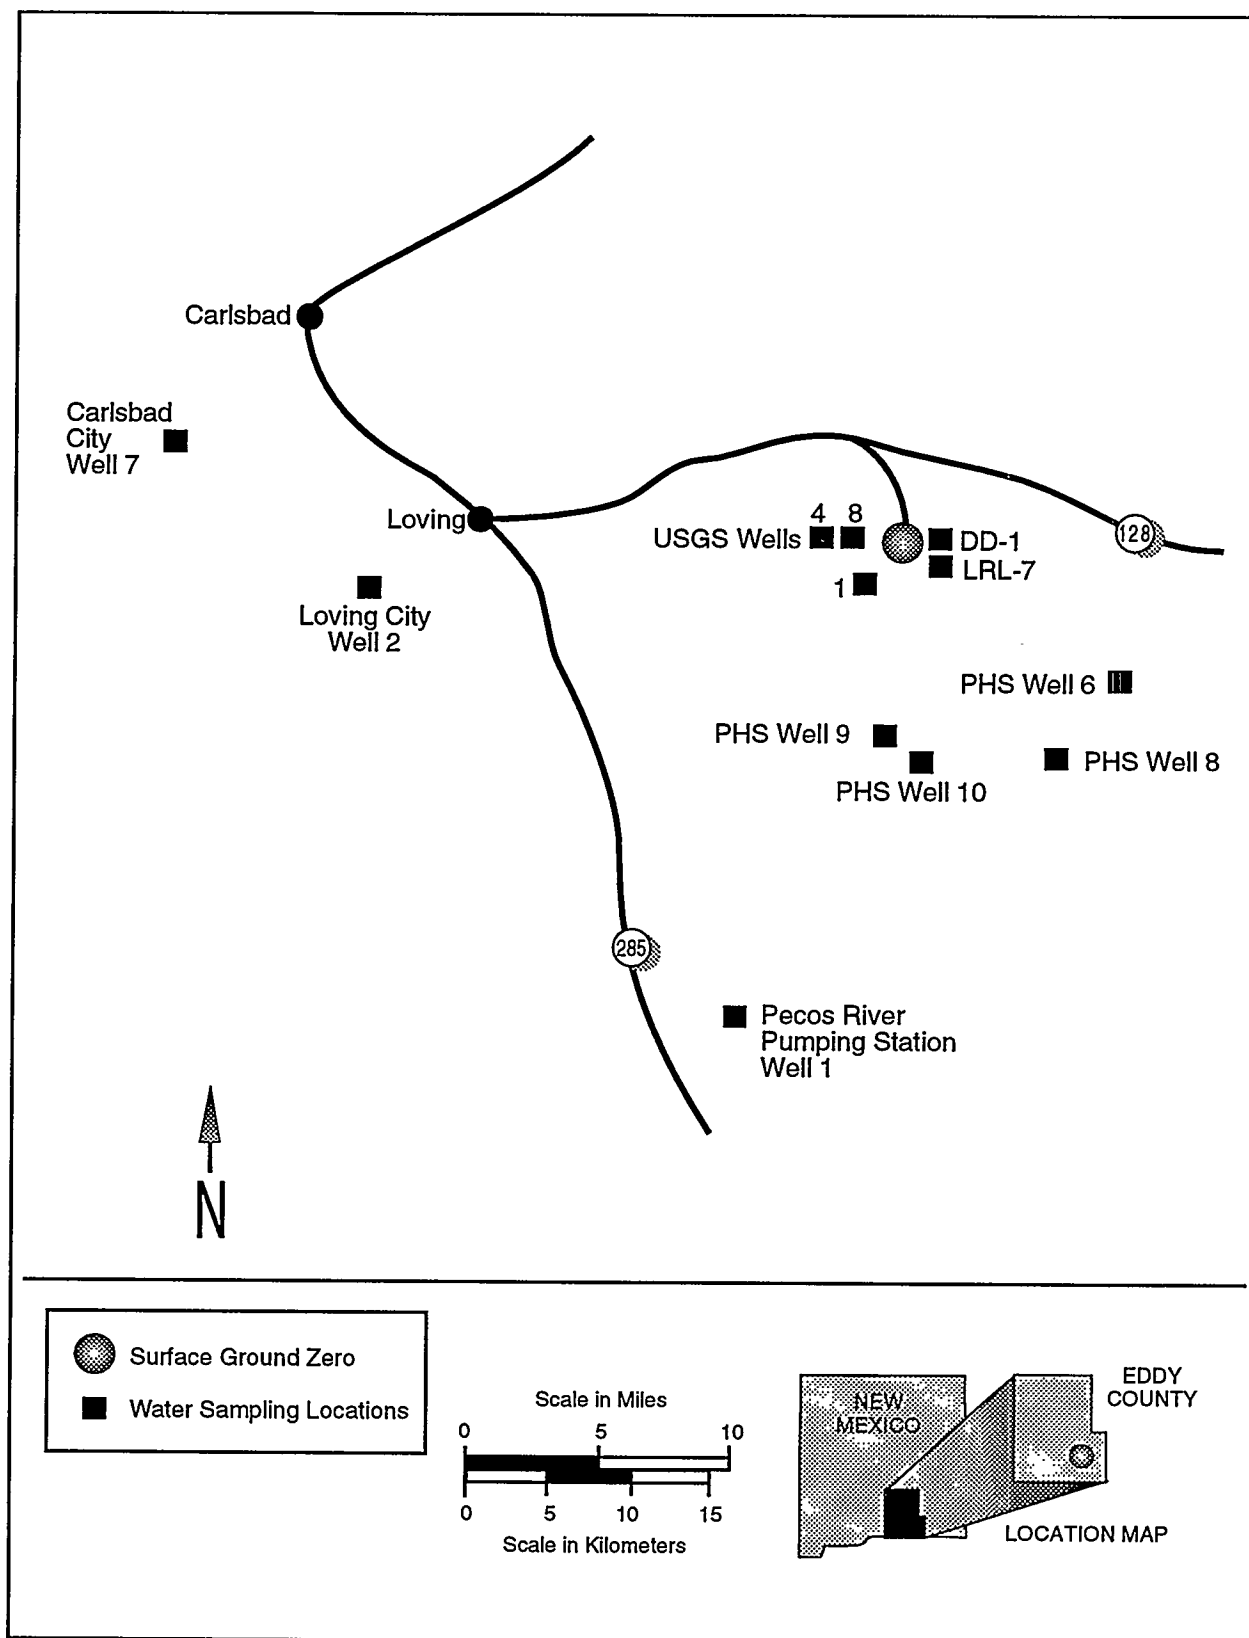 Carlsbad
Carlsbad
City
Well 7
Loving
4 8
USGS Wells
DD-1
128
LRL-7
1
Loving City
Well 2
PHS Well 6
PHS Well 9
PHS Well 8
PHS Well 10
285
Pecos River
Pumping Station
Well 1
N
Surface Ground Zero
Water Sampling Locations
Scale in Miles
0 5 10
0 5 10 15
Scale in Kilometers
NEW
MEXICO
EDDY
COUNTY
LOCATION MAP